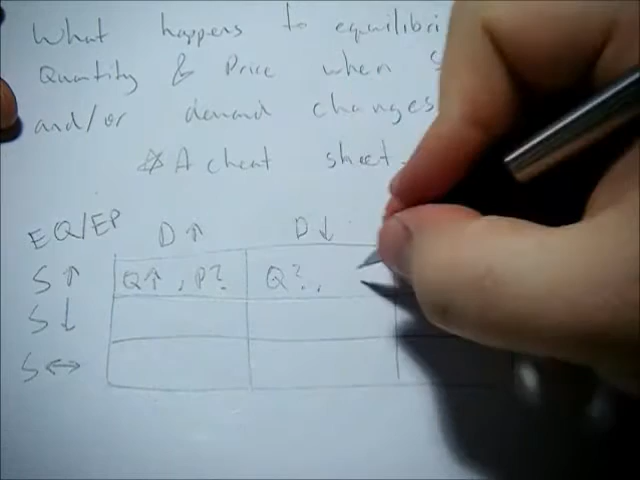 What happens to equilibri
Quantity & Price when S
and/or demand changes
☆ A cheat sheet.
EQ/EP D↑ D↓
S↑ Q↑, P? Q?,
S↓
S↔